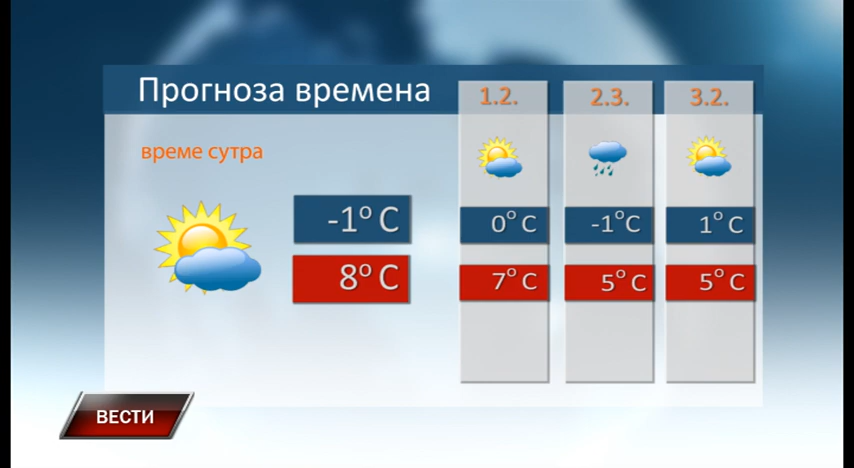 Прогноза времена
време сутра
-1° C
8° C
1.2.
2.3.
3.2.
0° C
-1°C
1° C
7° C
5° C
5° C
ВЕСТИ